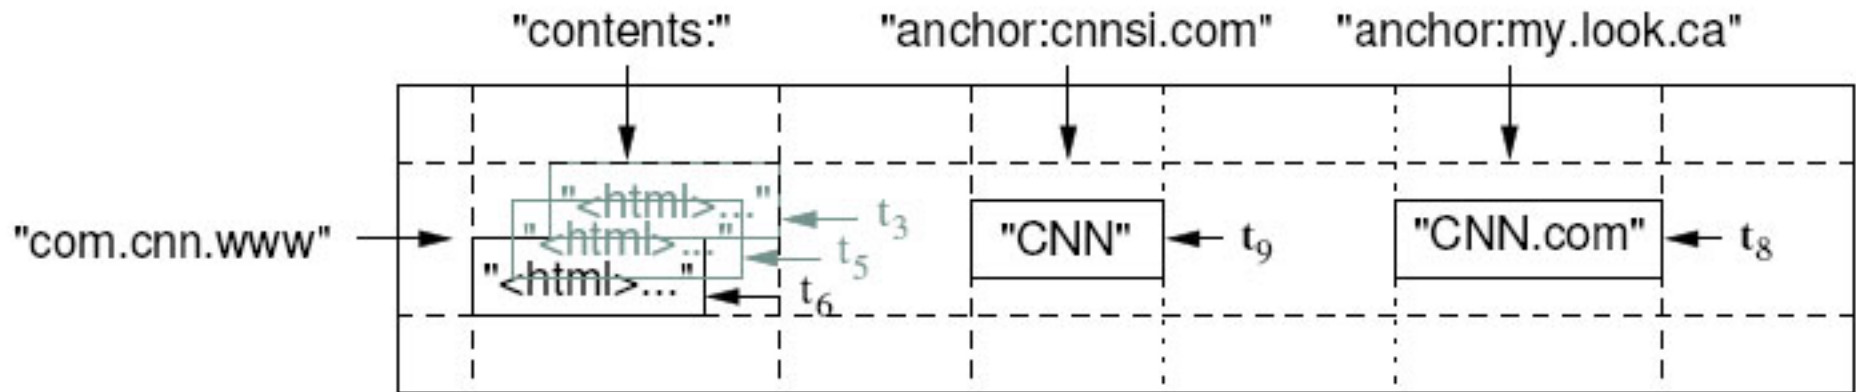 "contents:" "anchor:cnnsi.com" "anchor:my.look.ca"
"<html>..." t3
"com.cnn.www" "<html>..." t5 "CNN" t9 "CNN.com" t8
"<html>..." t6